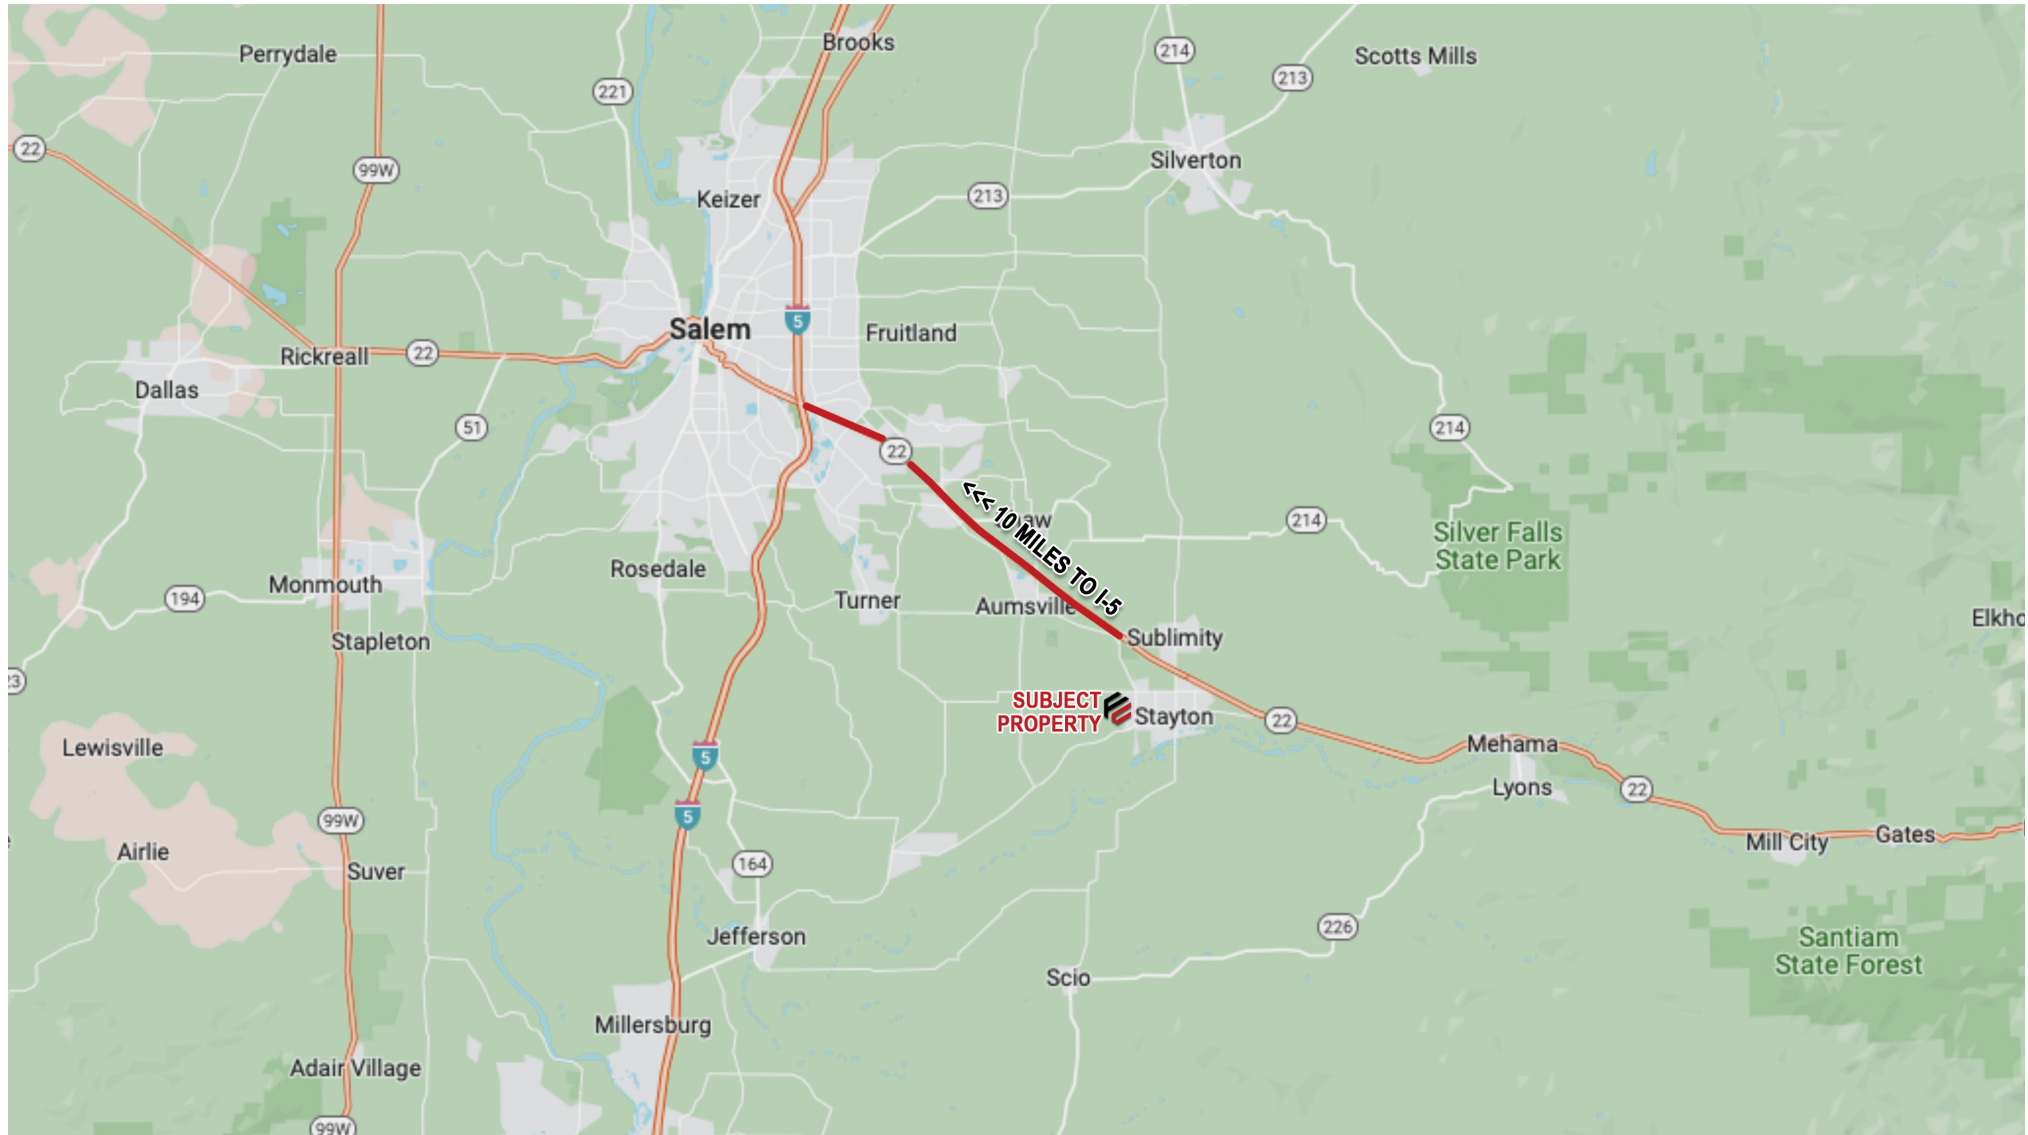 Perrydale
Brooks
214
Scotts Mills
213
221
22
99W
Silverton
213
Keizer
5
Salem
Fruitland
Rickreall
22
Dallas
51
214
22
<<< 10 MILES TO I-5
aw
214
Silver Falls
State Park
Rosedale
Monmouth
194
Turner
Aumsville
Elkho
Stapleton
Sublimity
23
SUBJECT
PROPERTY
Stayton
22
Lewisville
5
Mehama
Lyons
22
5
99W
Mill City
Gates
Airlie
164
Suver
226
Jefferson
Santiam
State Forest
Scio
Millersburg
Adair Village
99W